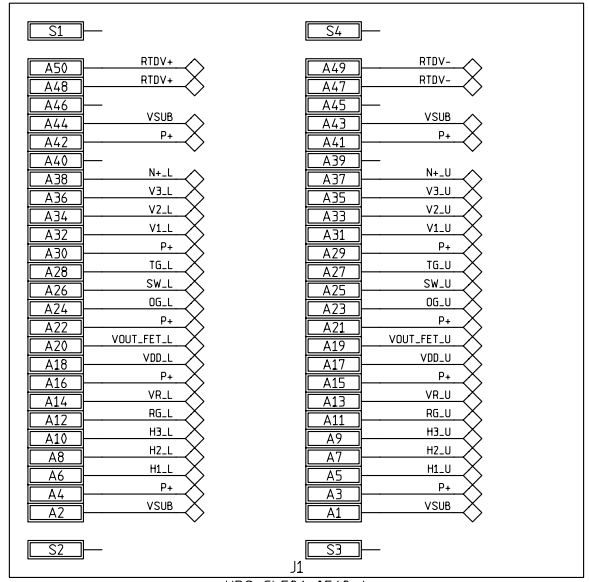 S1 S4
A50 RTDV+ A49 RTDV-
A48 RTDV+ A47 RTDV-
A46 A45
A44 VSUB A43 VSUB
A42 P+ A41 P+
A40 A39
A38 N+_L A37 N+_U
A36 V3_L A35 V3_U
A34 V2_L A33 V2_U
A32 V1_L A31 V1_U
A30 P+ A29 P+
A28 TG_L A27 TG_U
A26 SW_L A25 SW_U
A24 OG_L A23 OG_U
A22 P+ A21 P+
A20 VOUT_FET_L A19 VOUT_FET_U
A18 VDD_L A17 VDD_U
A16 P+ A15 P+
A14 VR_L A13 VR_U
A12 RG_L A11 RG_U
A10 H3_L A9 H3_U
A8 H2_L A7 H2_U
A6 H1_L A5 H1_U
A4 P+ A3 P+
A2 VSUB A1 VSUB
S2 S3
J1